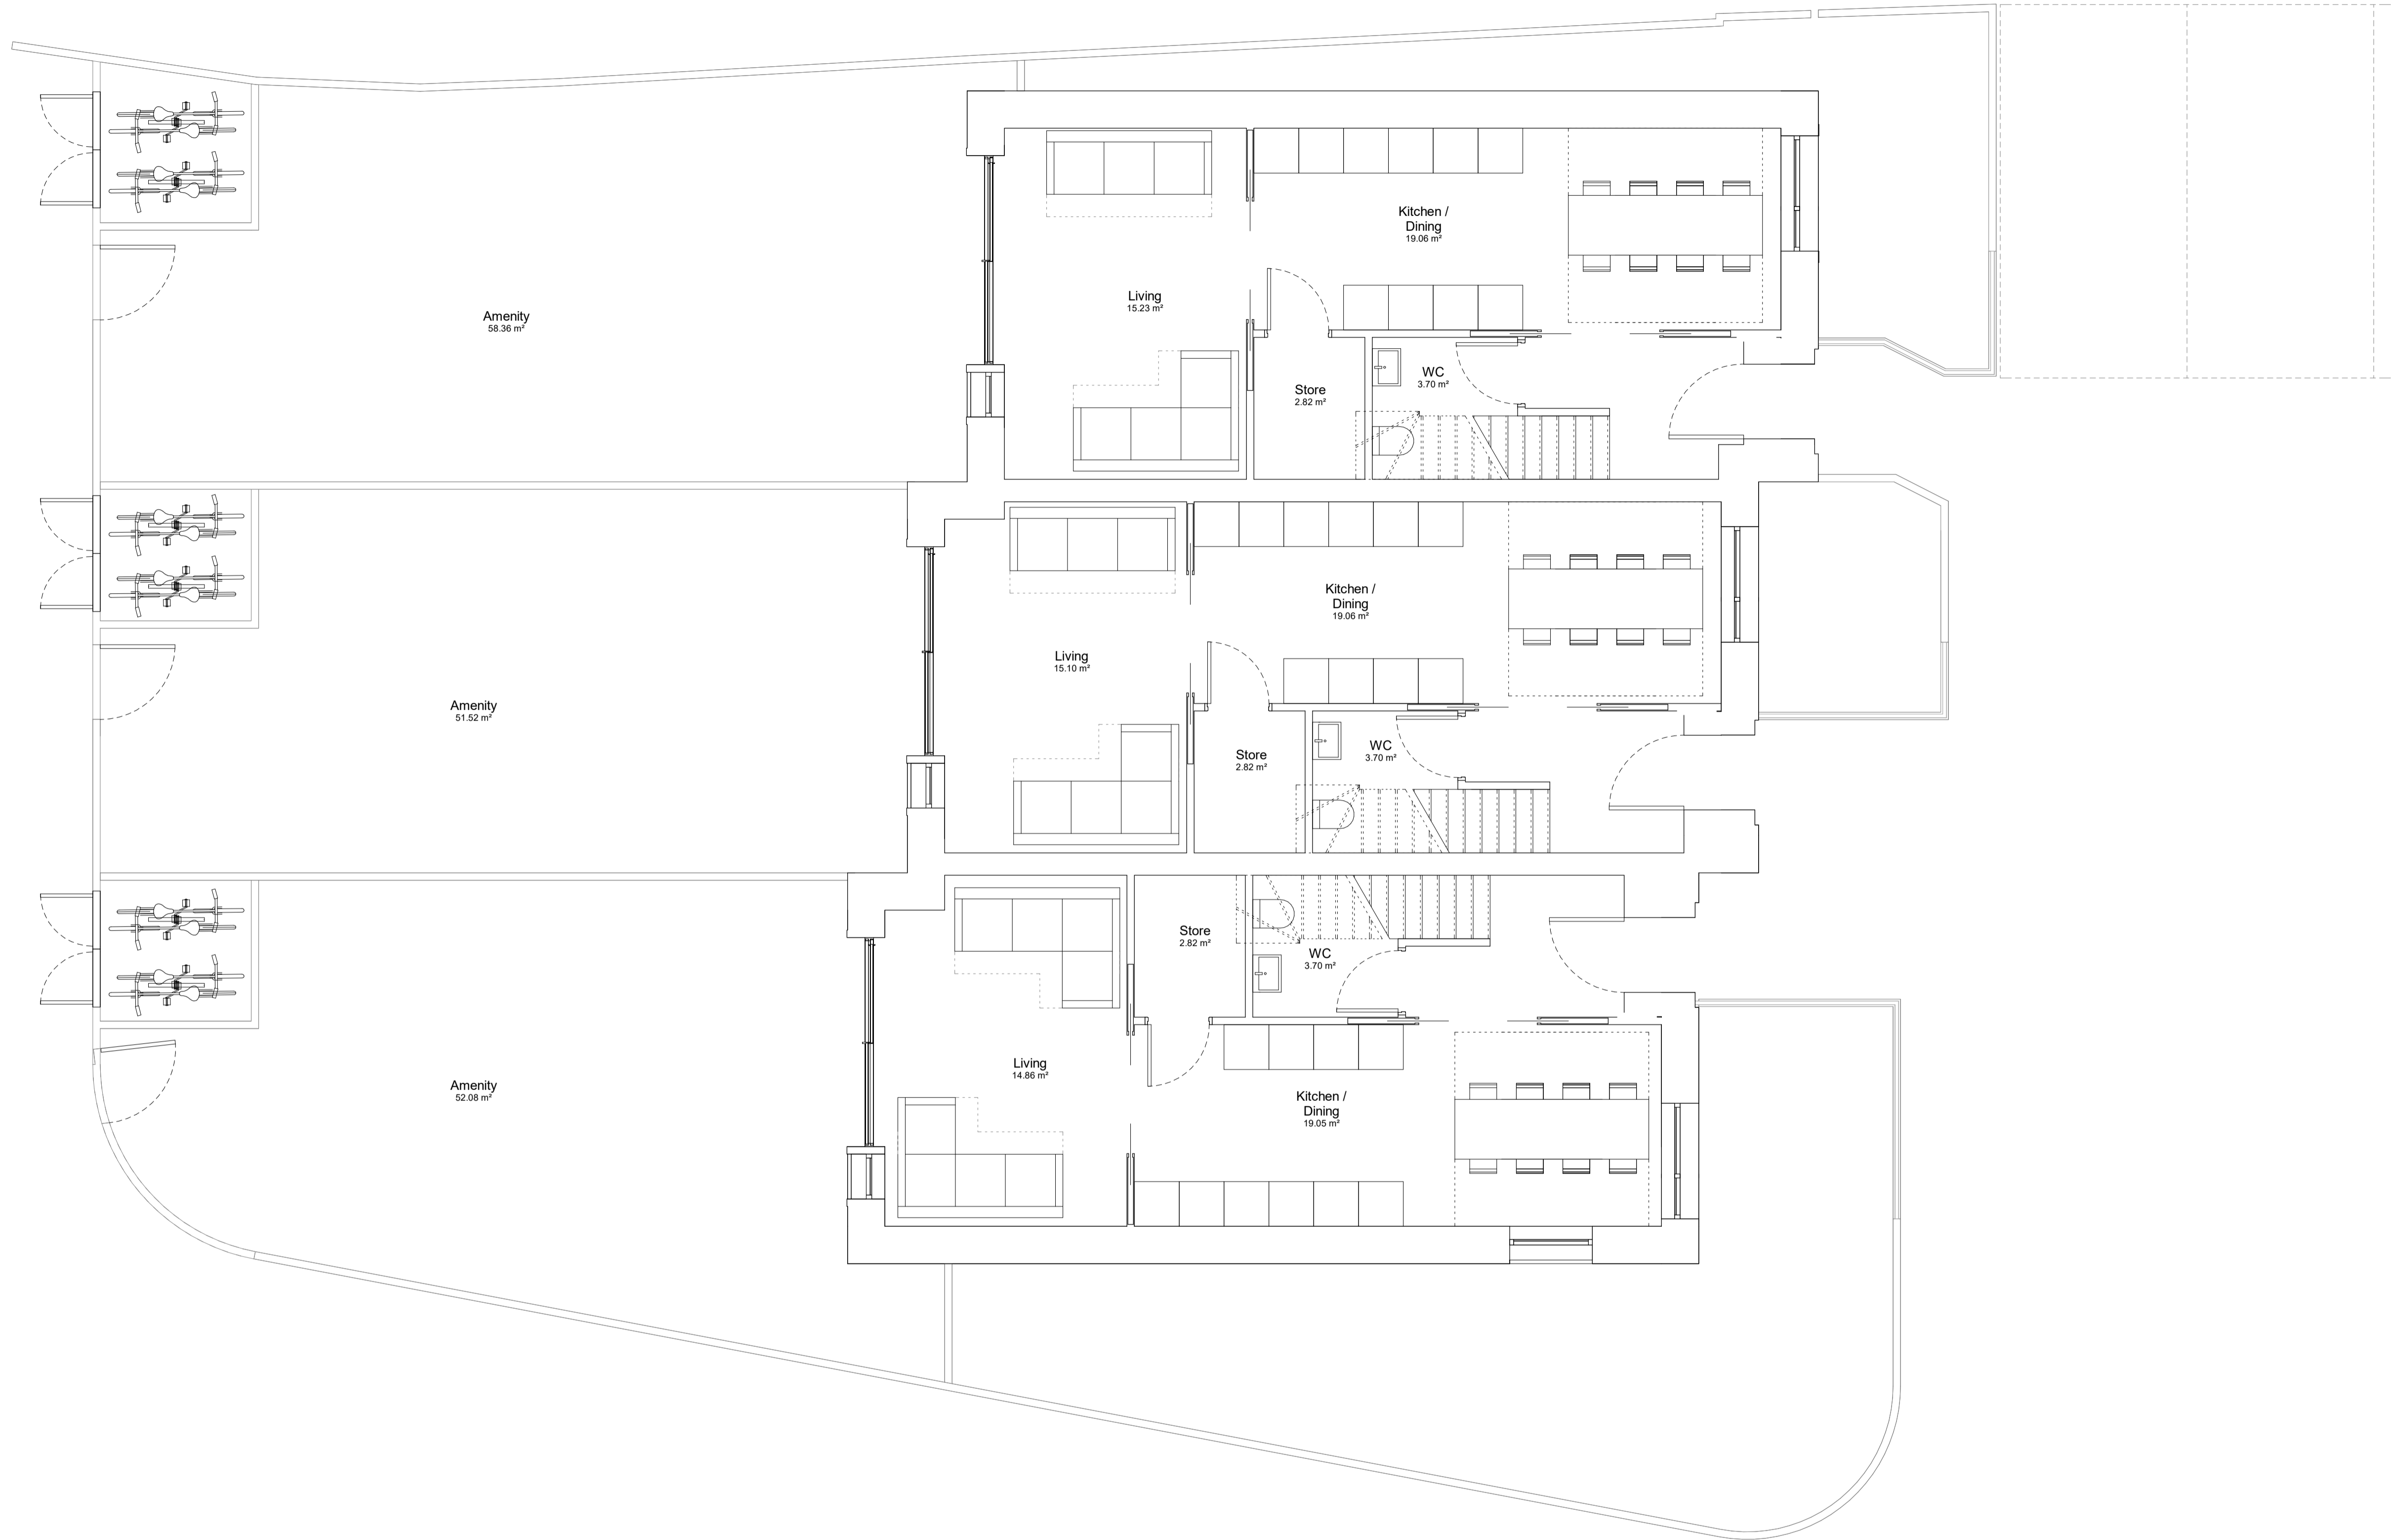 Kitchen /
Dining
19.06 m²
Living
15.23 m²
Amenity
58.36 m²
WC
3.70 m²
Store
2.82 m²
Kitchen /
Dining
19.06 m²
Living
15.10 m²
Amenity
51.52 m²
WC
3.70 m²
Store
2.82 m²
Store
2.82 m²
WC
3.70 m²
Living
14.86 m²
Amenity
52.08 m²
Kitchen /
Dining
19.05 m²